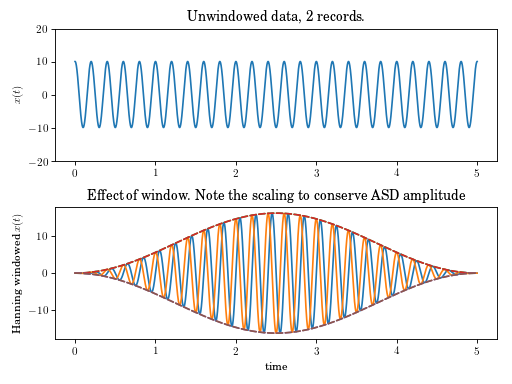 Unwindowed data, 2 records.
20
10
0
−10
−20
x(t)
0 1 2 3 4 5
Effect of window. Note the scaling to conserve ASD amplitude
10
0
−10
Hanning windowed x(t)
0 1 2 3 4 5
time